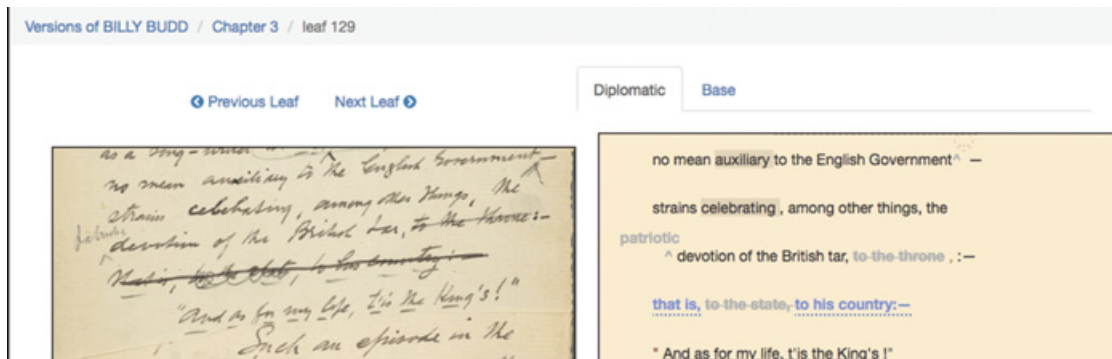 Versions of BILLY BUDD / Chapter 3 / leaf 129
Previous Leaf Next Leaf
Diplomatic Base
as a song-writer
no mean auxiliary to the English Government—
strains celebrating, among other things, the
patriotic
devotion of the British tar, to the throne:—
that is, to the state, to his country:—
"And as for my life, t'is the King's!"
Such an episode in the
no mean auxiliary to the English Government^ —
strains celebrating , among other things, the
patriotic
^ devotion of the British tar, to the throne , :—
that is, to the state, to his country:—
" And as for my life, t'is the King's !"